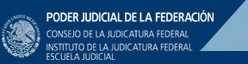 PODER JUDICIAL DE LA FEDERACIÓN
CONSEJO DE LA JUDICATURA FEDERAL
INSTITUTO DE LA JUDICATURA FEDERAL
ESCUELA JUDICIAL